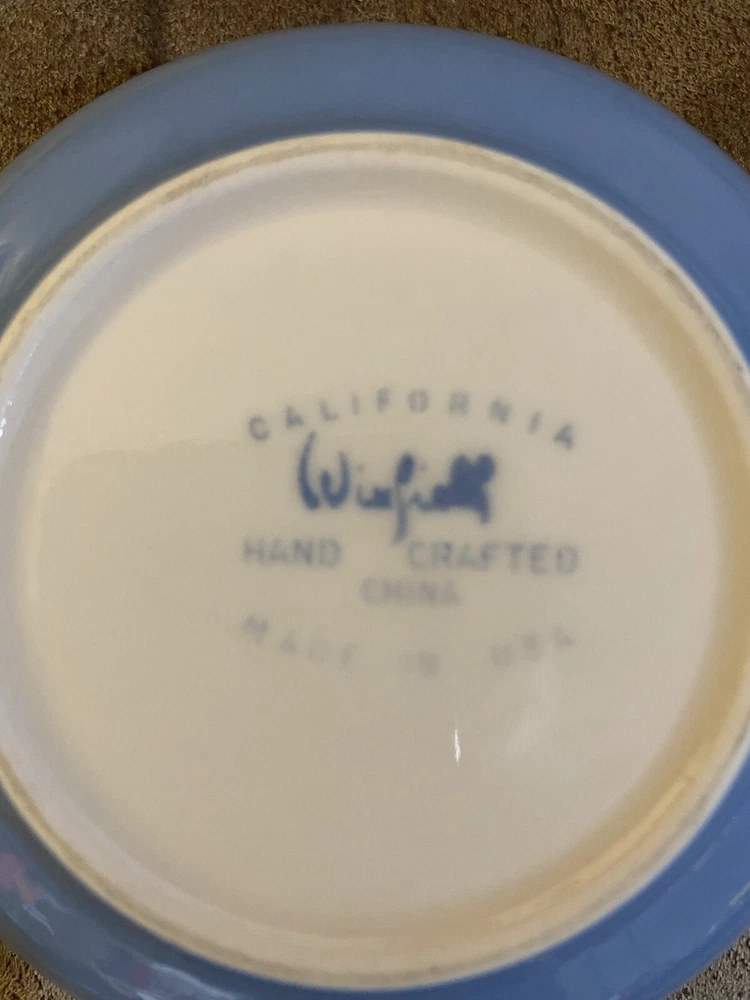 CALIFORNIA
Winfield
HAND CRAFTED
CHINA
MADE IN USA